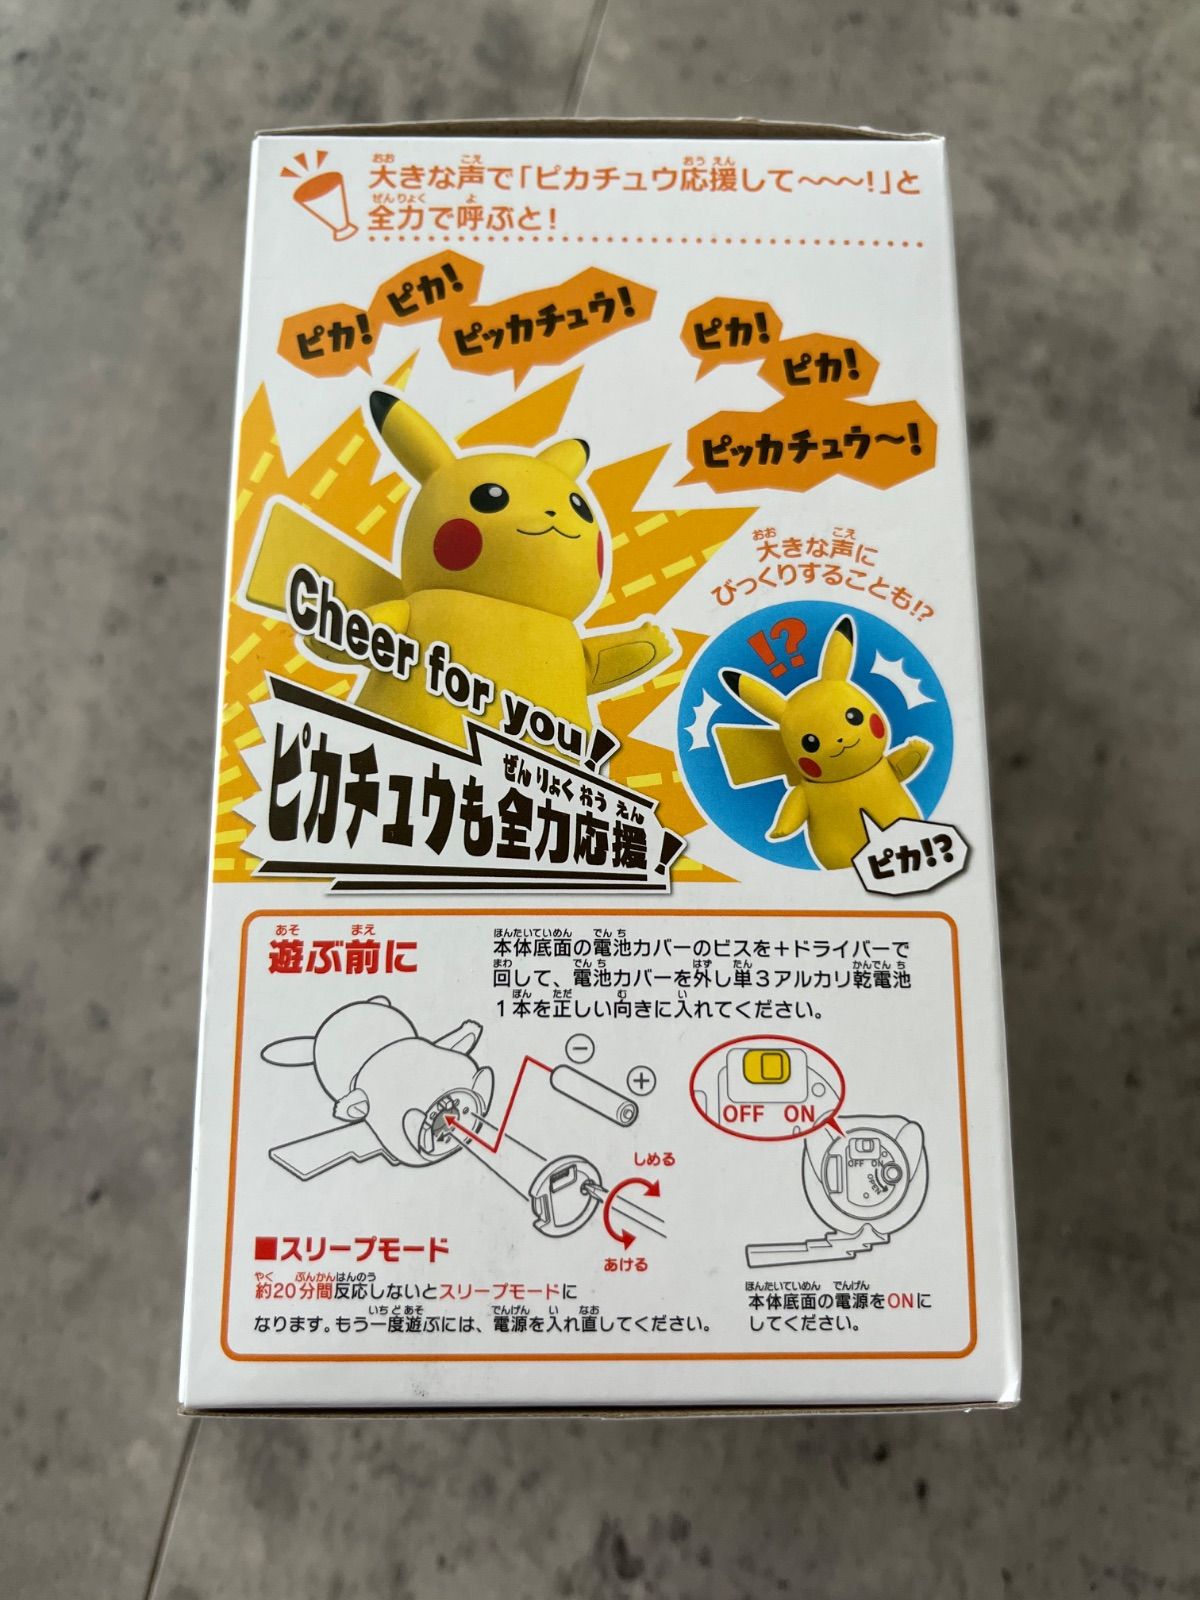 大きな声で「ピカチュウ応援して〜〜〜!」と
全力で呼ぶと!
ピカ!
ピカ!
ピッカチュウ!
ピカ!
ピカ!
ピッカチュウ〜!
大きな声に
びっくりすることも!?
!?
Cheer for you!
ピカチュウも全力応援!
ピカ!?
遊ぶ前に
本体底面の電池カバーのビスを+ドライバーで
回して、電池カバーを外し単3アルカリ乾電池
1本を正しい向きに入れてください。
− +
しめる
あける
OFF ON
OFF ON
OPEN
■スリープモード
約20分間反応しないとスリープモードに
なります。もう一度遊ぶには、電源を入れ直してください。
本体底面の電源をONに
してください。